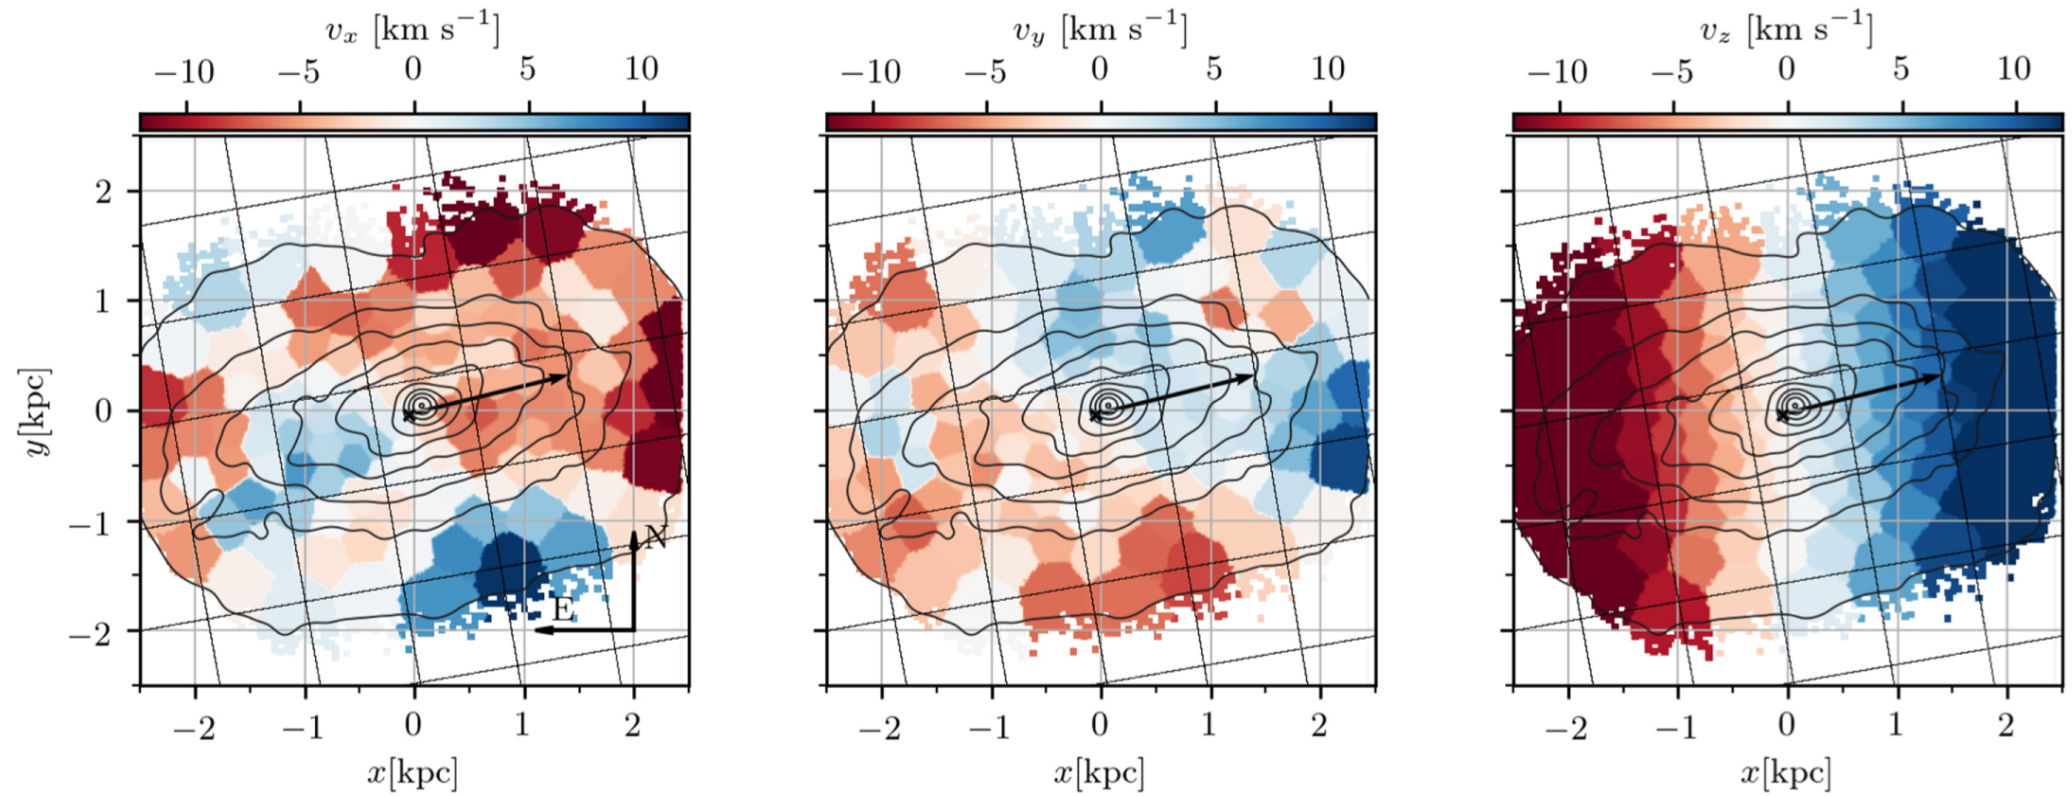 vₓ [km s⁻¹] v_y [km s⁻¹] v_z [km s⁻¹]
−10 −5 0 5 10 −10 −5 0 5 10 −10 −5 0 5 10
2
1
0
−1
−2
y[kpc]
N
E
−2 −1 0 1 2 −2 −1 0 1 2 −2 −1 0 1 2
x[kpc] x[kpc] x[kpc]